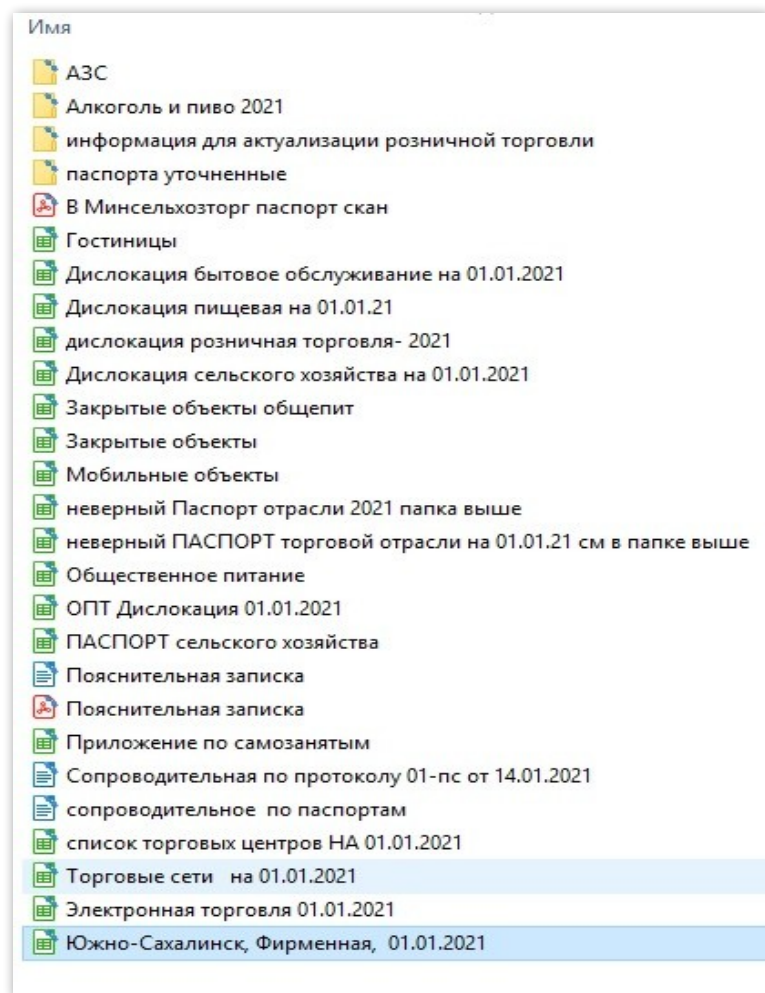 Имя
АЗС
Алкоголь и пиво 2021
информация для актуализации розничной торговли
паспорта уточненные
В Минсельхозторг паспорт скан
Гостиницы
Дислокация бытовое обслуживание на 01.01.2021
Дислокация пищевая на 01.01.21
дислокация розничная торговля- 2021
Дислокация сельского хозяйства на 01.01.2021
Закрытые объекты общепит
Закрытые объекты
Мобильные объекты
неверный Паспорт отрасли 2021 папка выше
неверный ПАСПОРТ торговой отрасли на 01.01.21 см в папке выше
Общественное питание
ОПТ Дислокация 01.01.2021
ПАСПОРТ сельского хозяйства
Пояснительная записка
Пояснительная записка
Приложение по самозанятым
Сопроводительная по протоколу 01-пс от 14.01.2021
сопроводительное  по паспортам
список торговых центров НА 01.01.2021
Торговые сети   на 01.01.2021
Электронная торговля 01.01.2021
Южно-Сахалинск, Фирменная,  01.01.2021